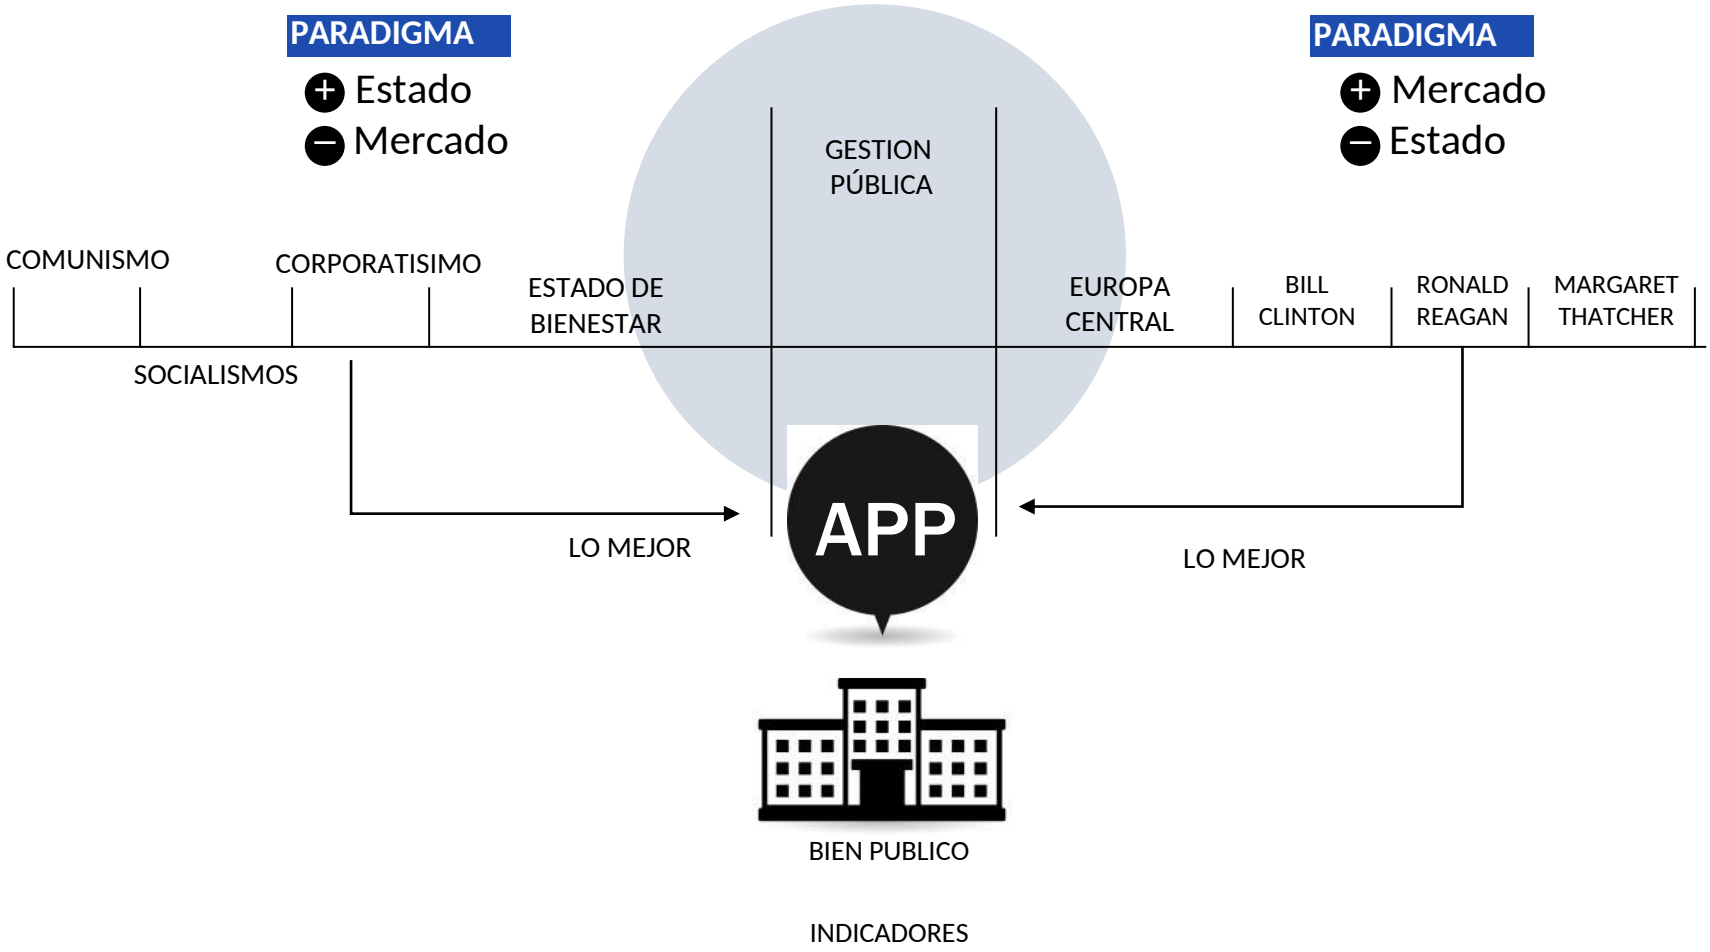 PARADIGMA
+ Estado
− Mercado
PARADIGMA
+ Mercado
− Estado
GESTION
PÚBLICA
COMUNISMO
CORPORATISIMO
ESTADO DE
BIENESTAR
EUROPA
CENTRAL
BILL
CLINTON
RONALD
REAGAN
MARGARET
THATCHER
SOCIALISMOS
LO MEJOR
APP
LO MEJOR
BIEN PUBLICO
INDICADORES